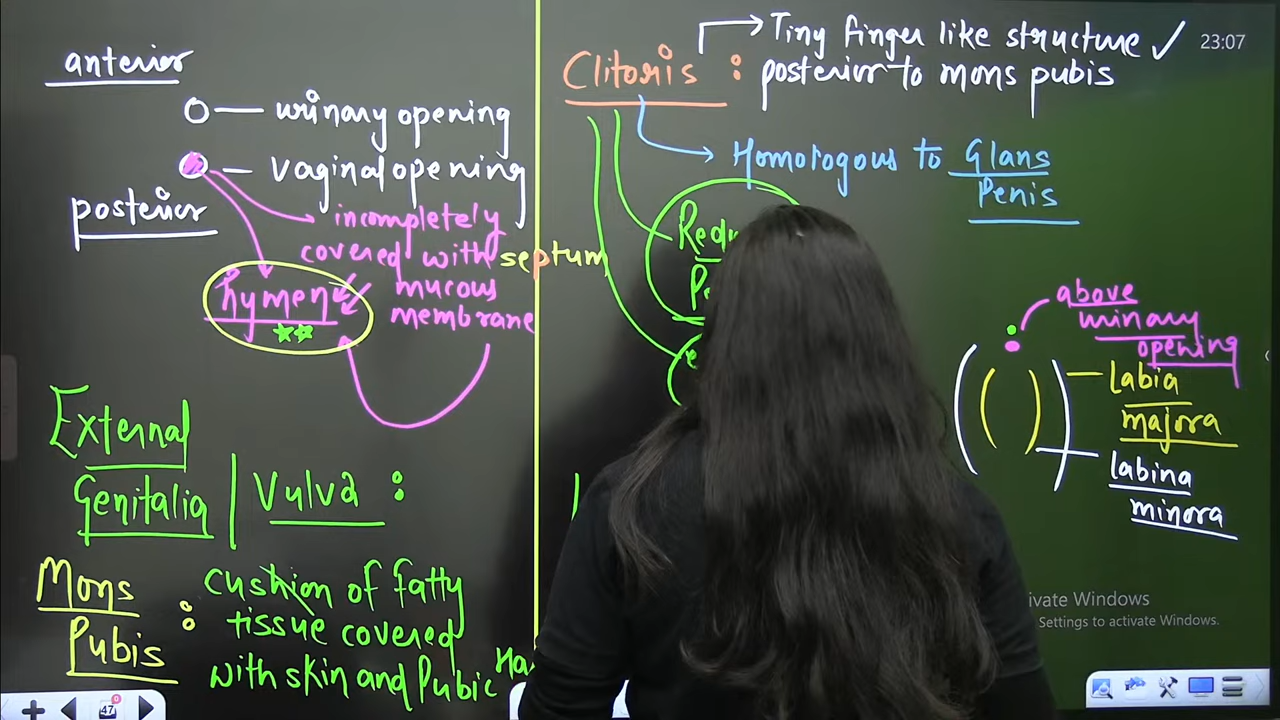 anterior
urinary opening
vaginal opening
posterior
incompletely
covered with septum
mucous
membrane
hymen
External
Genitalia | Vulva :
Mons
Pubis :
cushion of fatty
tissue covered
with skin and Pubic
Clitoris :
Tiny finger like structure ✓
posterior to mons pubis
23:07
Homologous to Glans
Penis
above
urinary
opening
labia
majora
labina
minora
ivate Windows
Settings to activate Windows.
47
0